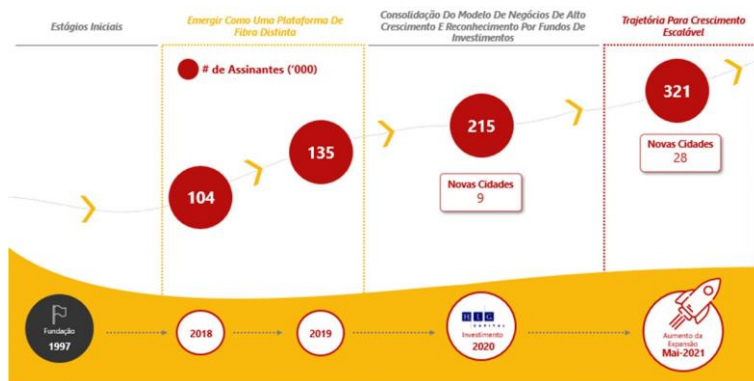 Estágios Iniciais
Emergir Como Uma Plataforma De
Fibra Distinta
Consolidação Do Modelo De Negócios De Alto
Crescimento E Reconhecimento Por Fundos De
Investimentos
Trajetória Para Crescimento
Escalável
# de Assinantes ('000)
104
135
215
321
Novas Cidades
9
Novas Cidades
28
Fundação
1997
2018
2019
H.I.G.
CAPITAL
Investimento
2020
Aumento da
Expansão
Mai-2021